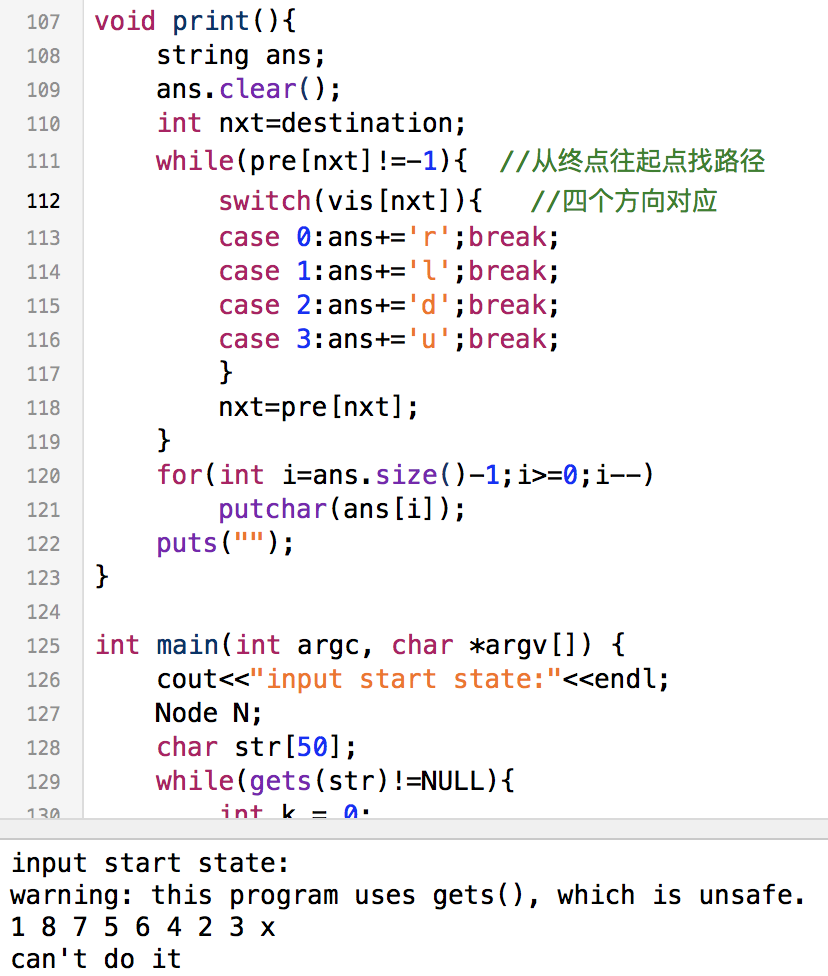 107 void print(){
108 string ans;
109 ans.clear();
110 int nxt=destination;
111 while(pre[nxt]!=-1){ //从终点往起点找路径
112 switch(vis[nxt]){ //四个方向对应
113 case 0:ans+='r';break;
114 case 1:ans+='l';break;
115 case 2:ans+='d';break;
116 case 3:ans+='u';break;
117 }
118 nxt=pre[nxt];
119 }
120 for(int i=ans.size()-1;i>=0;i--)
121 putchar(ans[i]);
122 puts("");
123 }
124
125 int main(int argc, char *argv[]) {
126 cout<<"input start state:"<<endl;
127 Node N;
128 char str[50];
129 while(gets(str)!=NULL){
130 int k = 0;
input start state:
warning: this program uses gets(), which is unsafe.
1 8 7 5 6 4 2 3 x
can't do it